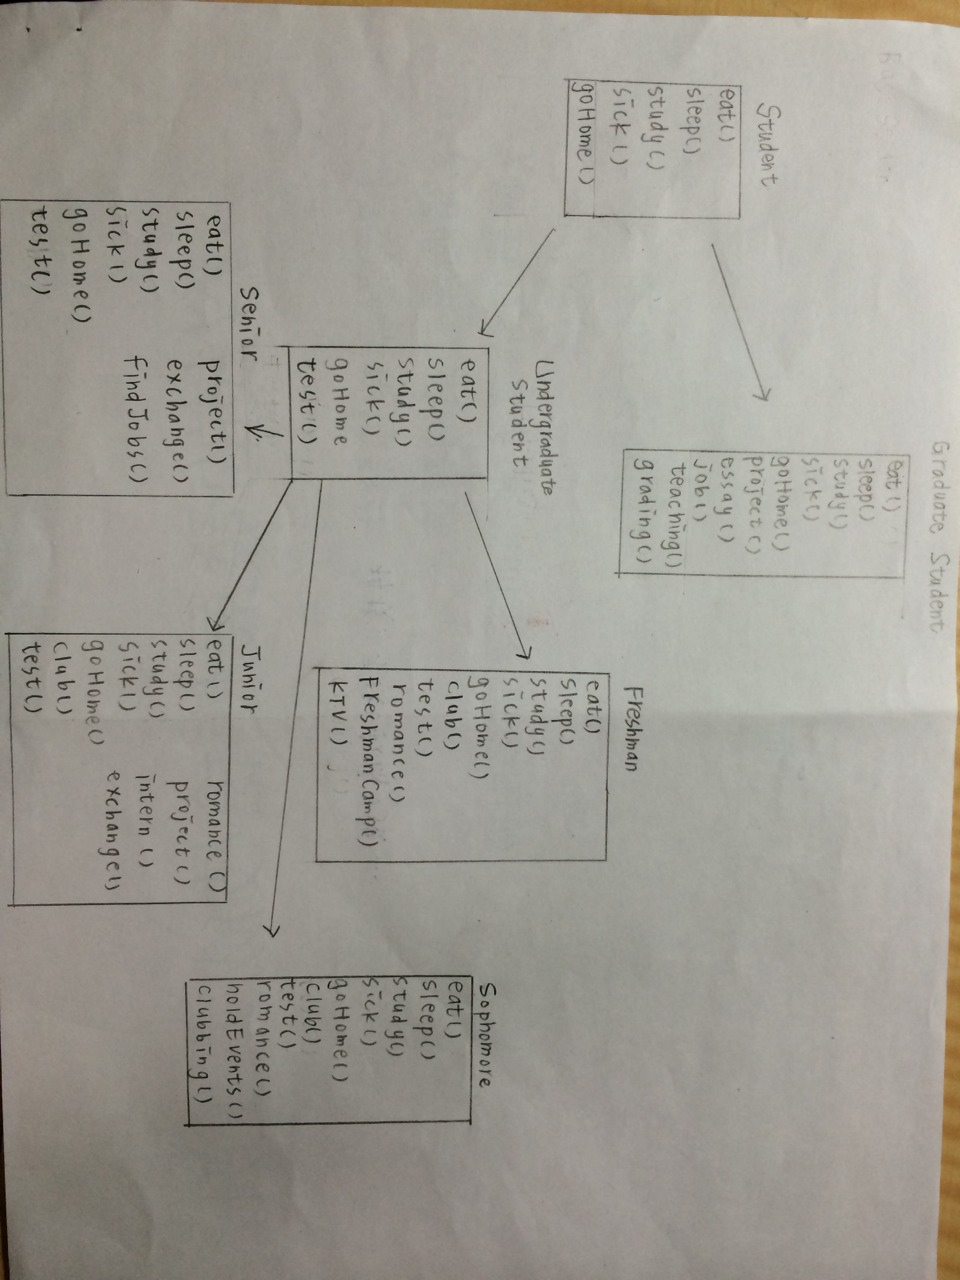 Student
eat()
sleep()
study()
sick()
goHome()
Graduate Student
eat()
sleep()
study()
sick()
goHome()
project()
essay()
job()
teaching()
grading()
Undergraduate
Student
eat()
sleep()
study()
sick()
goHome
test()
Freshman
eat()
sleep()
study()
sick()
goHome()
club()
test()
romance()
FreshmanCamp()
KTV()
Sophomore
eat()
sleep()
study()
sick()
goHome()
club()
test()
romance()
holdEvents()
clubbing()
Junior
eat() romance()
sleep() project()
study() intern()
sick() exchange()
goHome()
club()
test()
Senior
eat() project()
sleep() exchange()
study() findJobs()
sick()
goHome()
test()